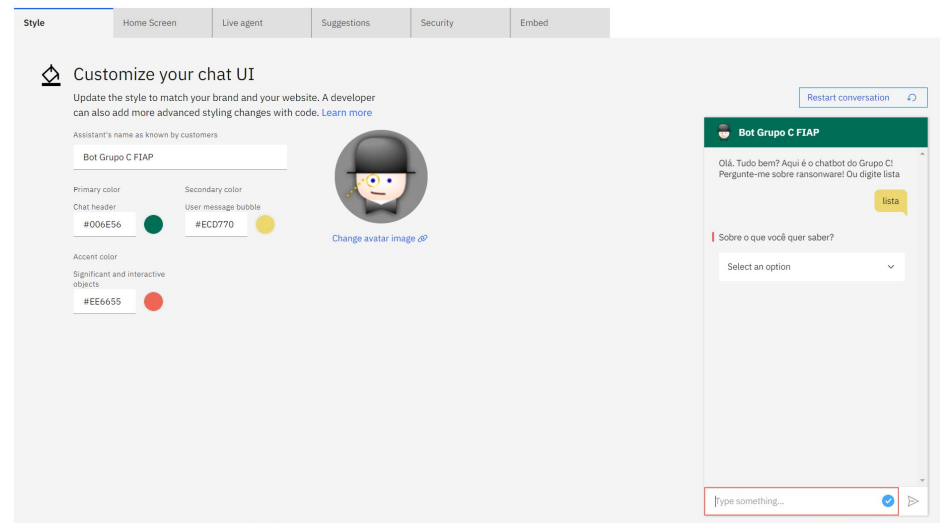 Style
Home Screen
Live agent
Suggestions
Security
Embed
Customize your chat UI
Update the style to match your brand and your website. A developer
can also add more advanced styling changes with code. Learn more
Assistant's name as known by customers
Bot Grupo C FIAP
Primary color
Chat header
#006E56
Secondary color
User message bubble
#ECD770
Accent color
Significant and interactive
objects
#EE6655
Change avatar image
Restart conversation
Bot Grupo C FIAP
Olá. Tudo bem? Aqui é o chatbot do Grupo C!
Pergunte-me sobre ransonware! Ou digite lista
lista
Sobre o que você quer saber?
Select an option
Type something...